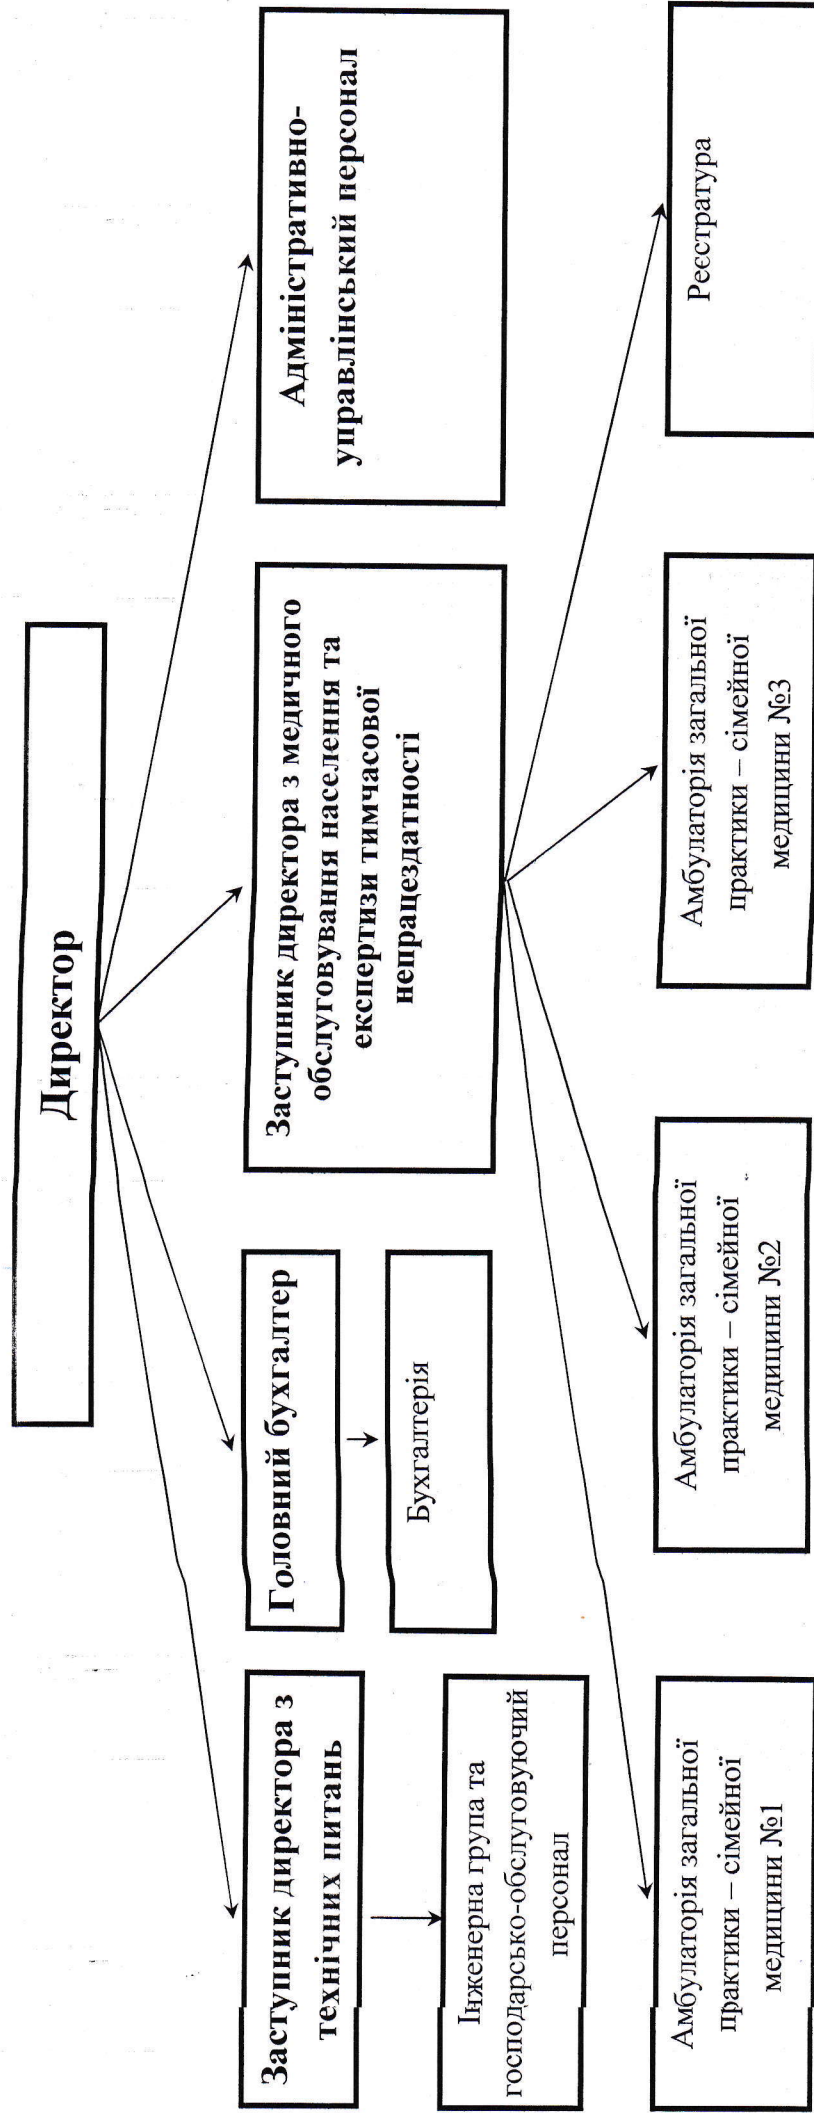 Директор
Заступник директора з
технічних питань
Головний бухгалтер
Заступник директора з медичного
обслуговування населення та
експертизи тимчасової
непрацездатності
Адміністративно-
управлінський персонал
Інженерна група та
господарсько-обслуговуючий
персонал
Бухгалтерія
Амбулаторія загальної
практики – сімейної
медицини №1
Амбулаторія загальної
практики – сімейної
медицини №2
Амбулаторія загальної
практики – сімейної
медицини №3
Реєстратура